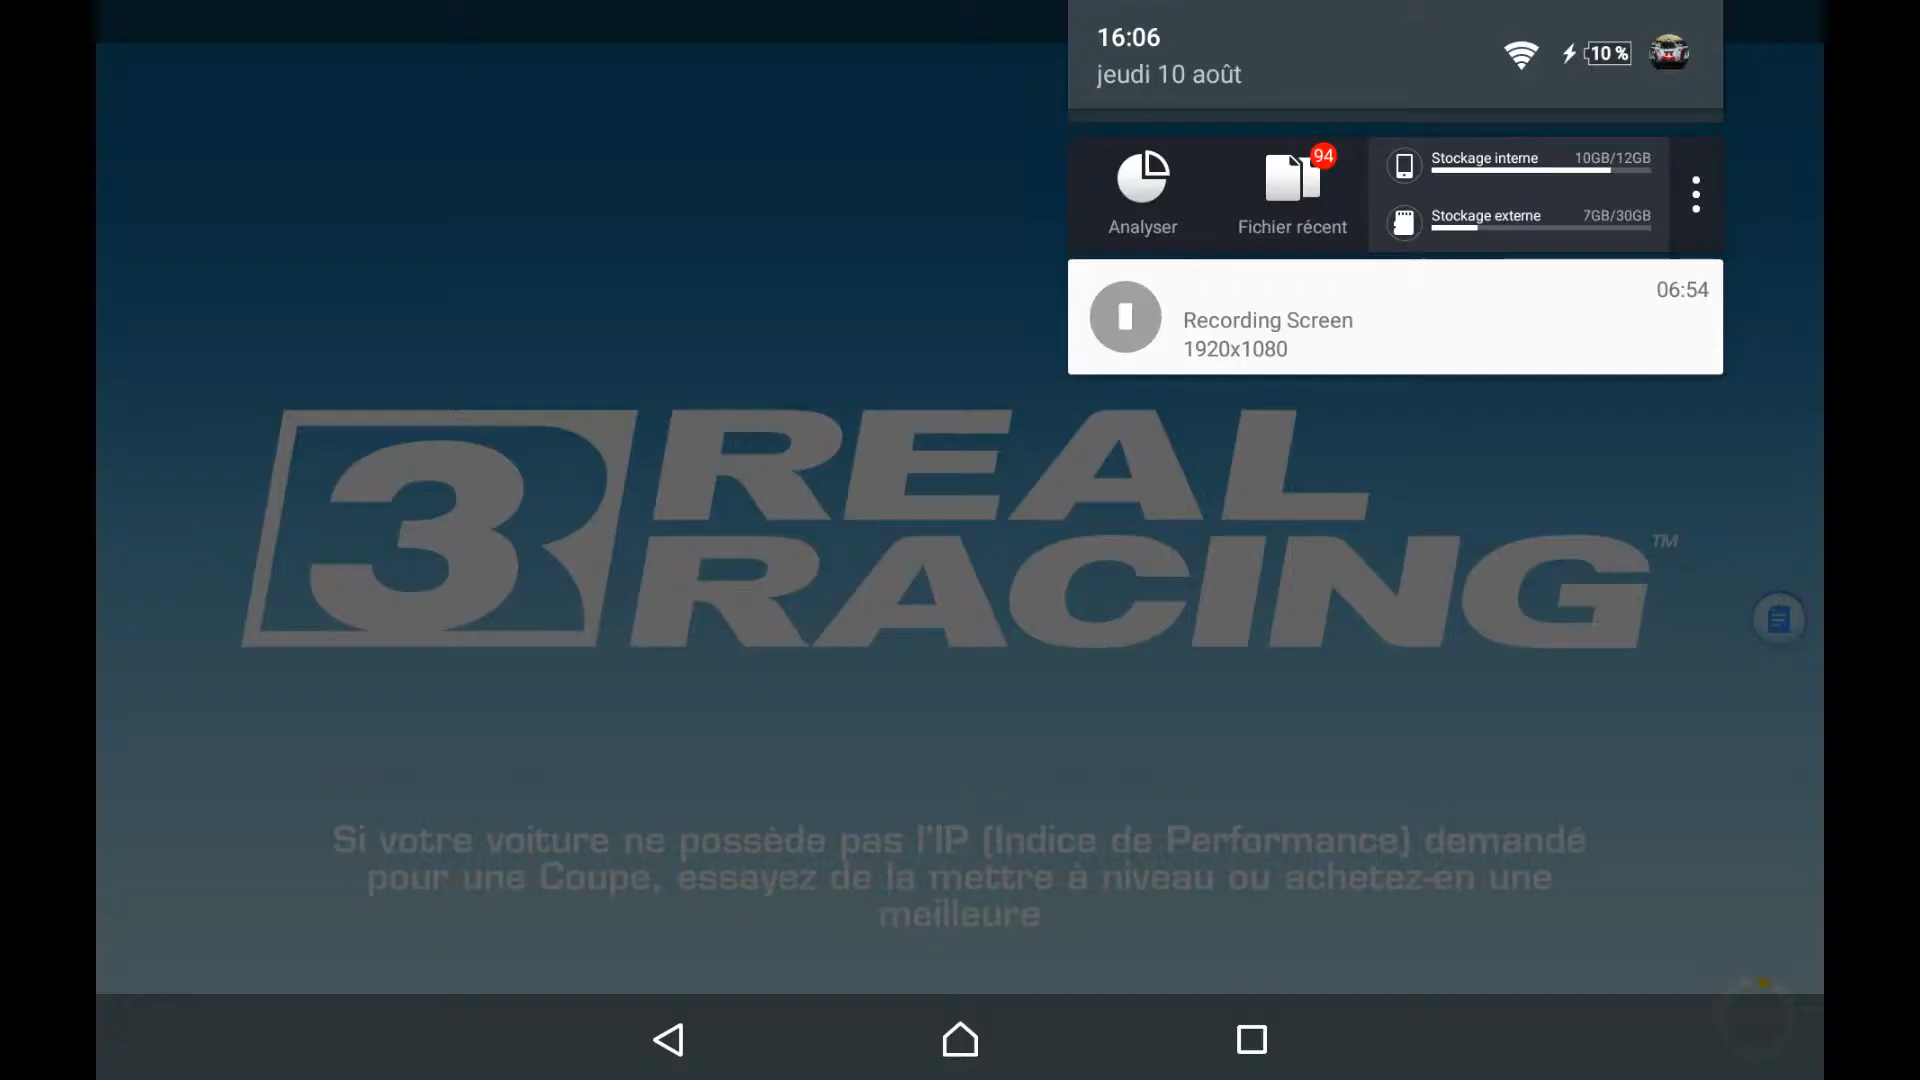 16:06
jeudi 10 août
10 %
94
Analyser
Fichier récent
Stockage interne 10GB/12GB
Stockage externe 7GB/30GB
06:54
Recording Screen
1920x1080
3 REAL
RACING™
Si votre voiture ne possède pas l'IP (Indice de Performance) demandé
pour une Coupe, essayez de la mettre à niveau ou achetez-en une
meilleure